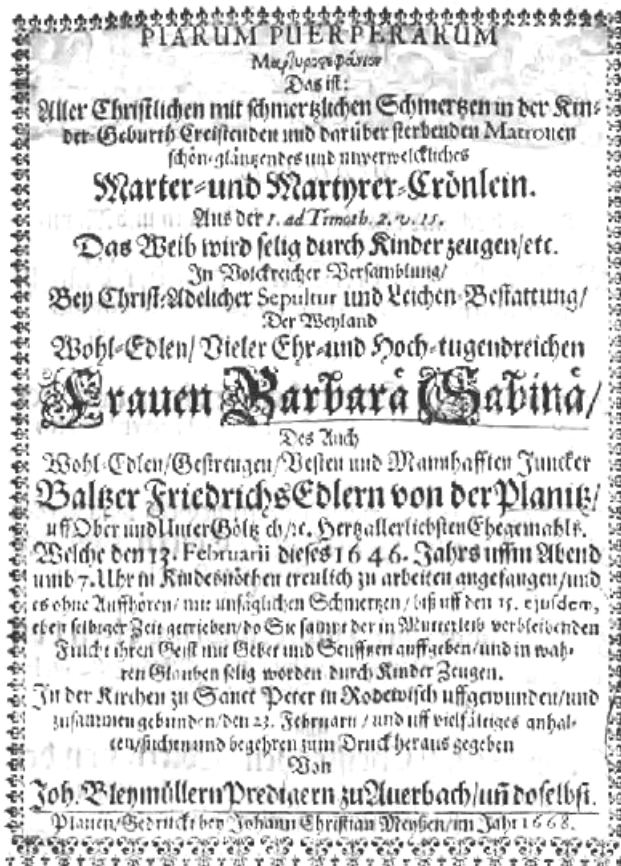 PIARUM PUERPERARUM
Das ist:
Aller Christlichen mit schmertzlichen Schmertzen in der Kin-
der-Geburth Creistenden und darüber sterbenden Matronen
schön-gläntzendes und unverwelckliches
Marter- und Martyrer-Crönlein.
Aus der 1. ad Timoth. 2. v. 15.
Das Weib wird selig durch Kinder zeugen/etc.
In Volckreicher Versamblung/
Bey Christ-Adelicher Sepultur und Leichen-Bestattung/
Der Weyland
Wohl-Edlen/ Vieler Ehr- und Hoch-tugendreichen
Frauen Barbarå Sabinå/
Des Auch
Wohl-Edlen/Gestrengen/Vesten und Mannhafften Juncker
Baltzer Friedrichs Edlern von der Planitz/
uff Ober und Unter Göltzsch/ꝛc. Hertzallerliebsten Ehegemahls.
Welche den 13. Februarii dieses 1646. Jahrs uffm Abend
umb 7. Uhr in Kindesnöthen treulich zu arbeiten angefangen/und
es ohne Auffhören/ mit unsäglichen Schmertzen/ biß uff den 15. ejusdem,
eben selbiger Zeit getrieben/do Sie sampt der in Mutterleib verbleibenden
Frucht ihren Geist mit Gebet und Seufftzen auffgeben/und in wah-
ren Glauben selig worden durch Kinder Zeugen.
In der Kirchen zu Sanct Peter in Rodewisch uffgewunden/und
zusammen gebunden/den 23. Februarii/ und uff vielfältiges anhal-
ten/suchen und begehren zum Druck heraus gegeben
Von
Joh. Bleymüllern Predigern zu Auerbach/uñ doselbst.
Plauen/Gedruckt bey Johann Christian Meysen/im Jahr 1668.